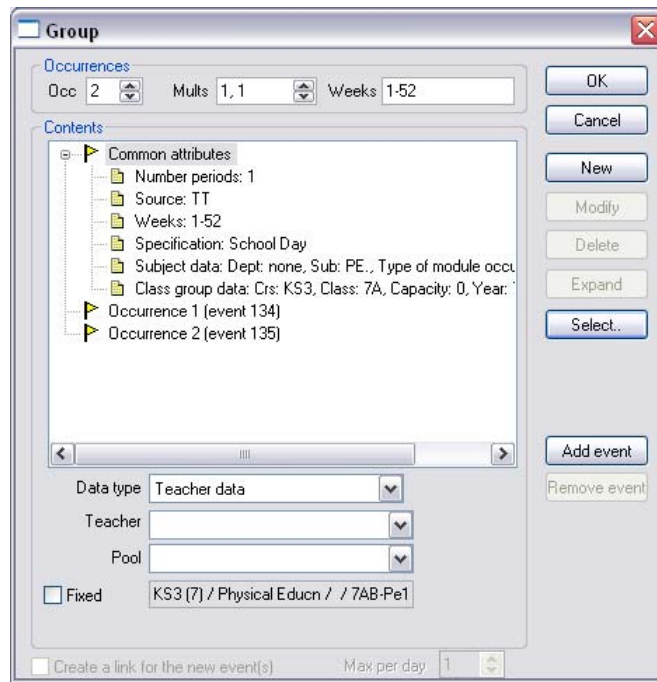 Group
Occurrences
Occ 2 Mults 1, 1 Weeks 1-52
OK
Cancel
Contents
Common attributes
Number periods: 1
Source: TT
Weeks: 1-52
Specification: School Day
Subject data: Dept: none, Sub: PE., Type of module occu
Class group data: Crs: KS3, Class: 7A, Capacity: 0, Year:
Occurrence 1 (event 134)
Occurrence 2 (event 135)
New
Modify
Delete
Expand
Select..
Add event
Remove event
Data type Teacher data
Teacher
Pool
Fixed KS3 (7) / Physical Educn / / 7AB-Pe1
Create a link for the new event(s) Max per day 1